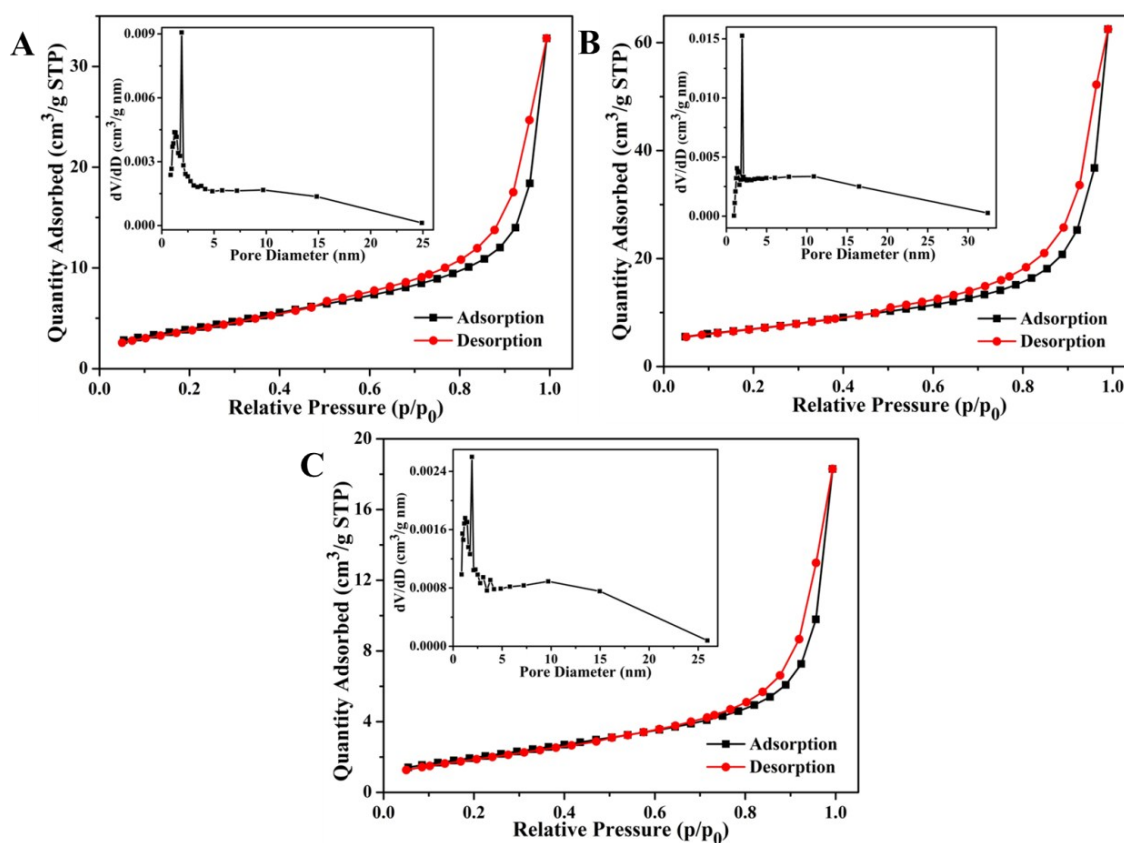 A
Quantity Adsorbed (cm³/g STP)
30
20
10
0
0.0 0.2 0.4 0.6 0.8 1.0
Relative Pressure (p/p₀)
Adsorption
Desorption
dV/dD (cm³/g nm)
0.009
0.006
0.003
0.000
0 5 10 15 20 25
Pore Diameter (nm)
B
Quantity Adsorbed (cm³/g STP)
60
40
20
0
0.0 0.2 0.4 0.6 0.8 1.0
Relative Pressure (p/p₀)
Adsorption
Desorption
dV/dD (cm³/g nm)
0.015
0.010
0.005
0.000
0 5 10 15 20 25 30
Pore Diameter (nm)
C
Quantity Adsorbed (cm³/g STP)
20
16
12
8
4
0
0.0 0.2 0.4 0.6 0.8 1.0
Relative Pressure (p/p₀)
Adsorption
Desorption
dV/dD (cm³/g nm)
0.0024
0.0016
0.0008
0.0000
0 5 10 15 20 25
Pore Diameter (nm)